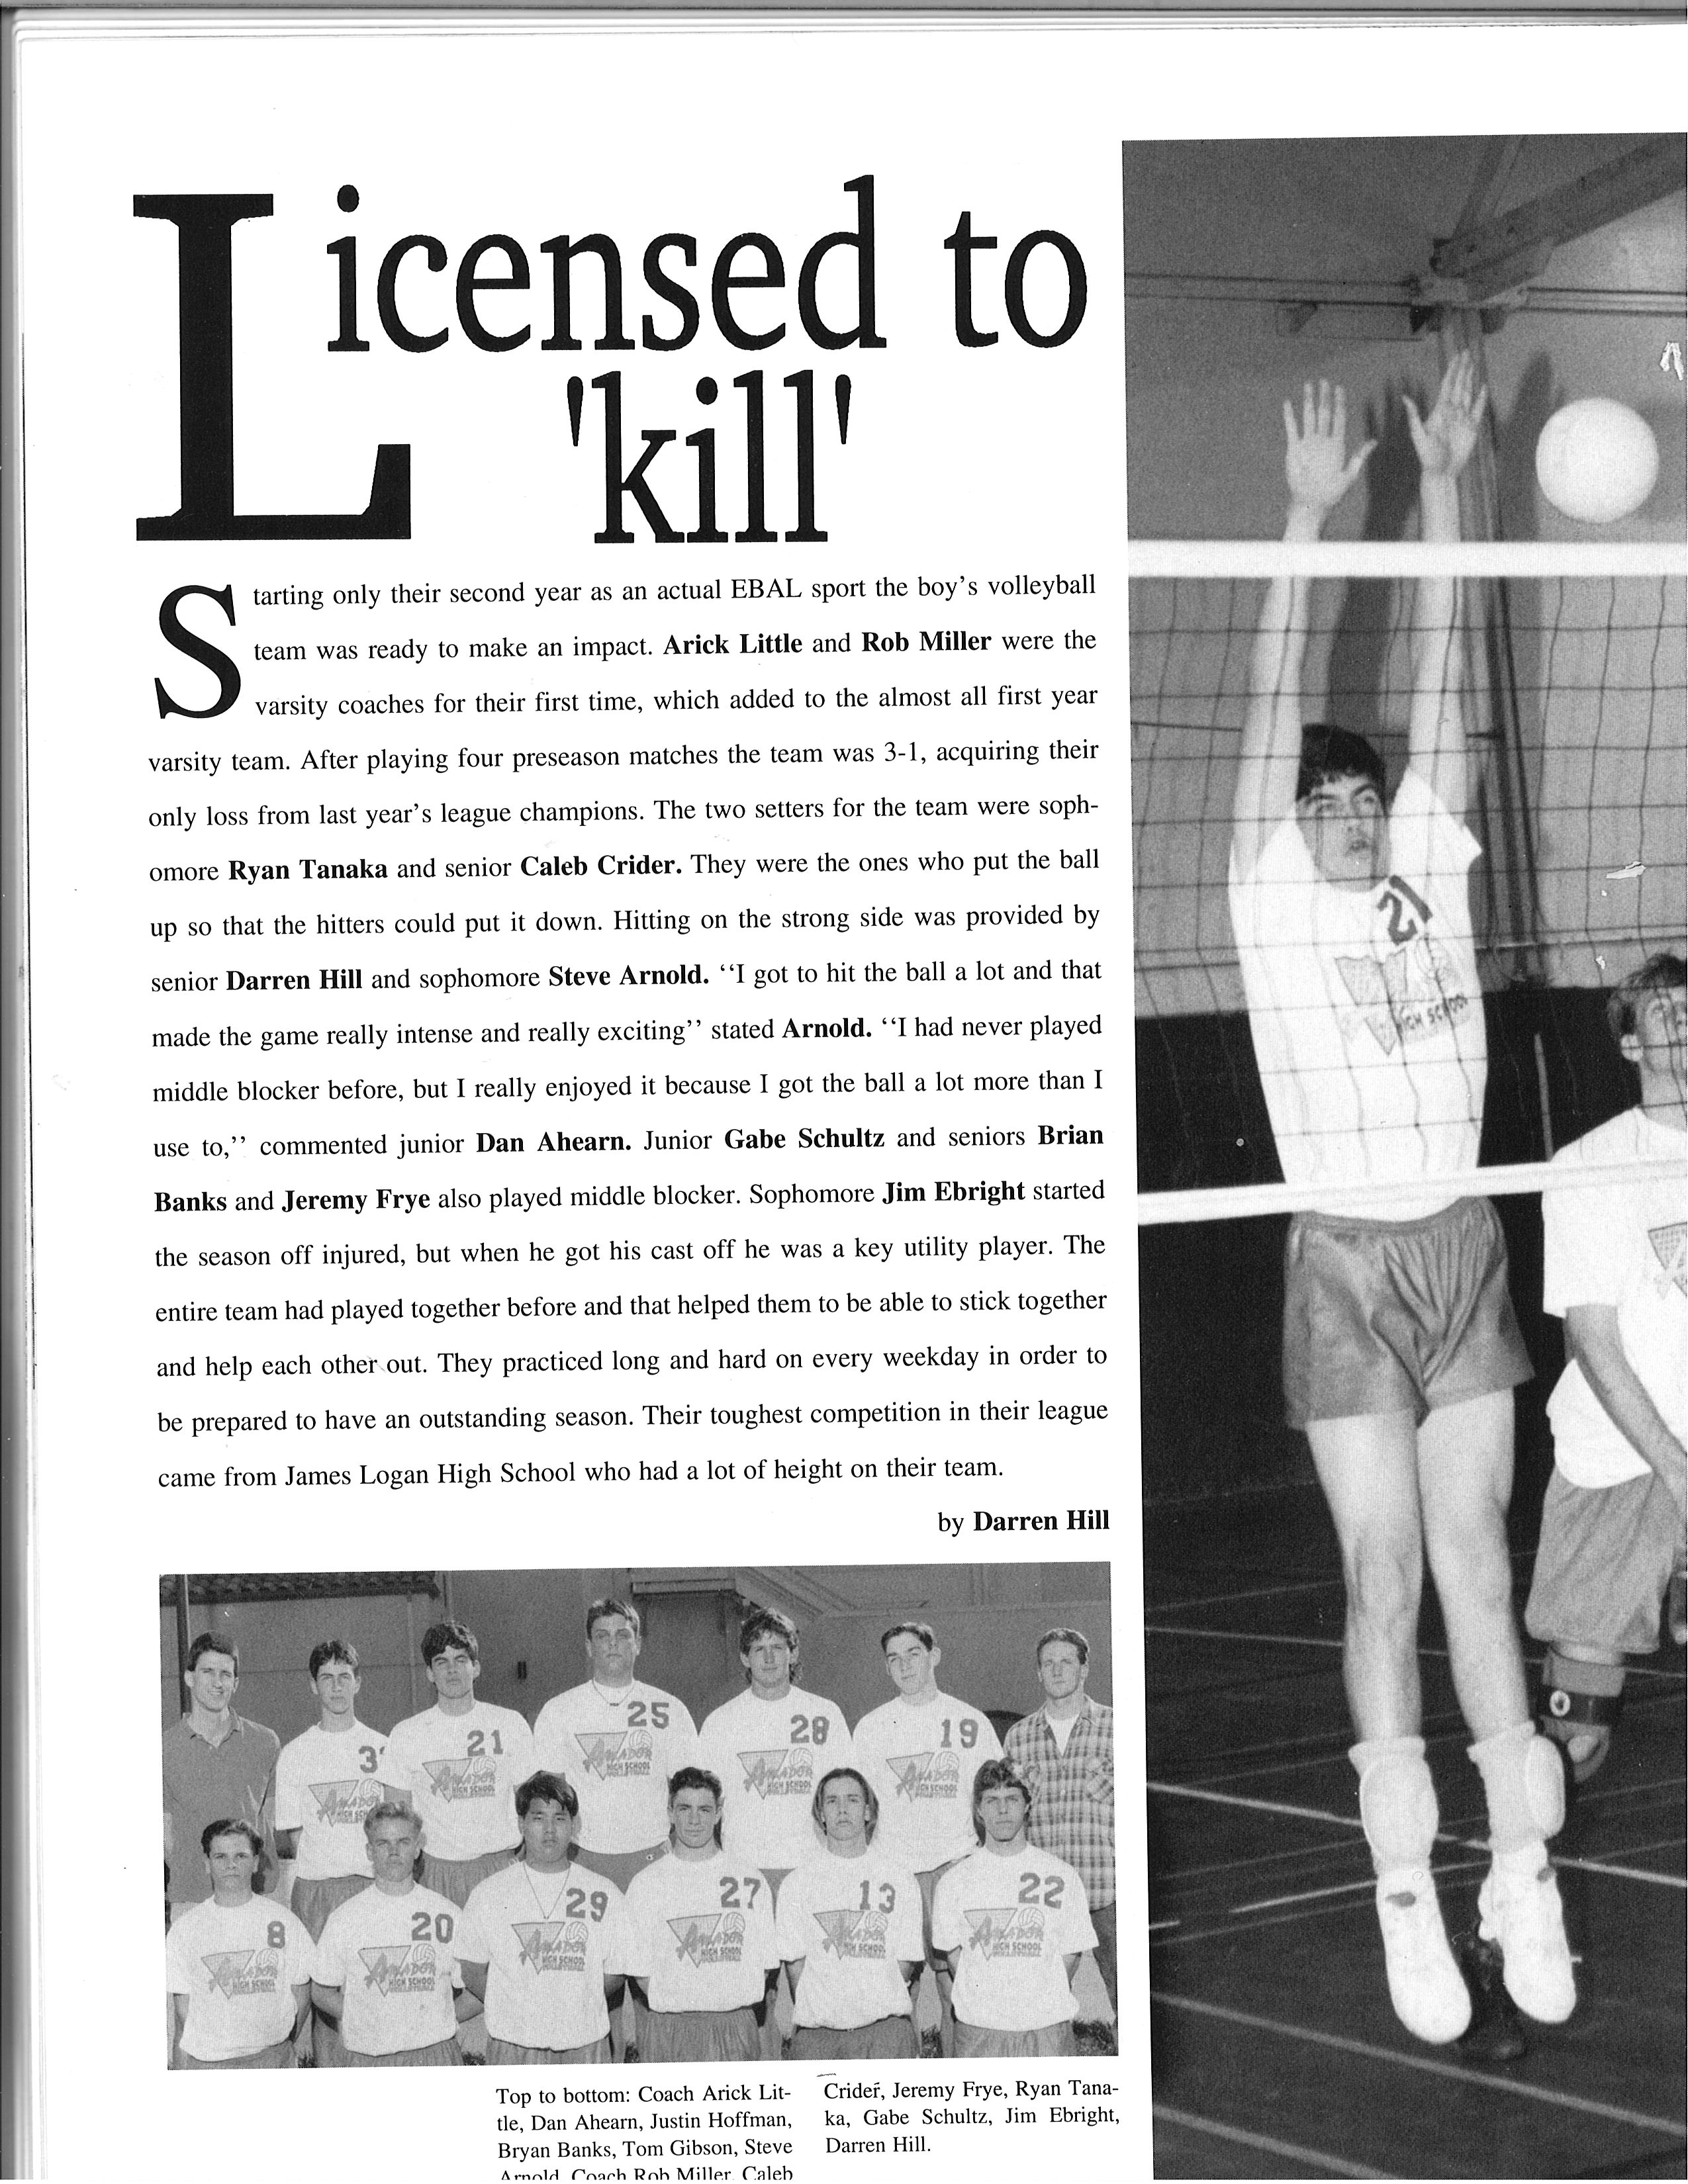 Licensed to
'kill'
Starting only their second year as an actual EBAL sport the boy's volleyball
team was ready to make an impact. Arick Little and Rob Miller were the
varsity coaches for their first time, which added to the almost all first year
varsity team. After playing four preseason matches the team was 3-1, acquiring their
only loss from last year's league champions. The two setters for the team were soph-
omore Ryan Tanaka and senior Caleb Crider. They were the ones who put the ball
up so that the hitters could put it down. Hitting on the strong side was provided by
senior Darren Hill and sophomore Steve Arnold. ‘‘I got to hit the ball a lot and that
made the game really intense and really exciting’’ stated Arnold. ‘‘I had never played
middle blocker before, but I really enjoyed it because I got the ball a lot more than I
use to,’’ commented junior Dan Ahearn. Junior Gabe Schultz and seniors Brian
Banks and Jeremy Frye also played middle blocker. Sophomore Jim Ebright started
the season off injured, but when he got his cast off he was a key utility player. The
entire team had played together before and that helped them to be able to stick together
and help each other out. They practiced long and hard on every weekday in order to
be prepared to have an outstanding season. Their toughest competition in their league
came from James Logan High School who had a lot of height on their team.
by Darren Hill
21
HIGH SCHOOL
3
21
25
28
19
AMADOR
HIGH SCHOOL
8
20
29
27
13
22
AMADOR
HIGH SCHOOL
VOLLEYBALL
Top to bottom: Coach Arick Lit-
tle, Dan Ahearn, Justin Hoffman,
Bryan Banks, Tom Gibson, Steve
Arnold, Coach Rob Miller, Caleb
Crider, Jeremy Frye, Ryan Tana-
ka, Gabe Schultz, Jim Ebright,
Darren Hill.